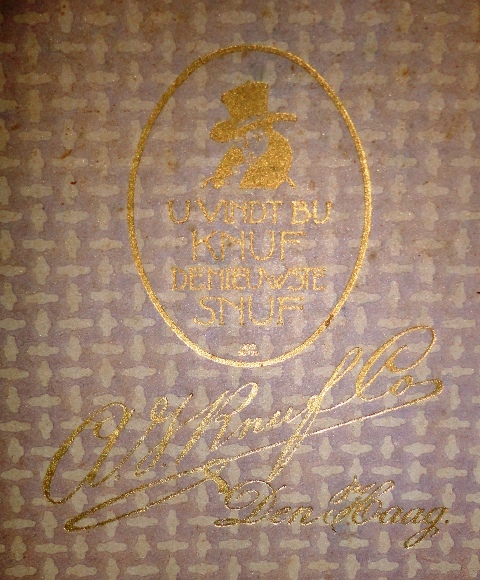 U VINDT BIJ
KNUF
DE NIEUWSTE
SNUF
A.J. Knuf & Co
Den Haag.